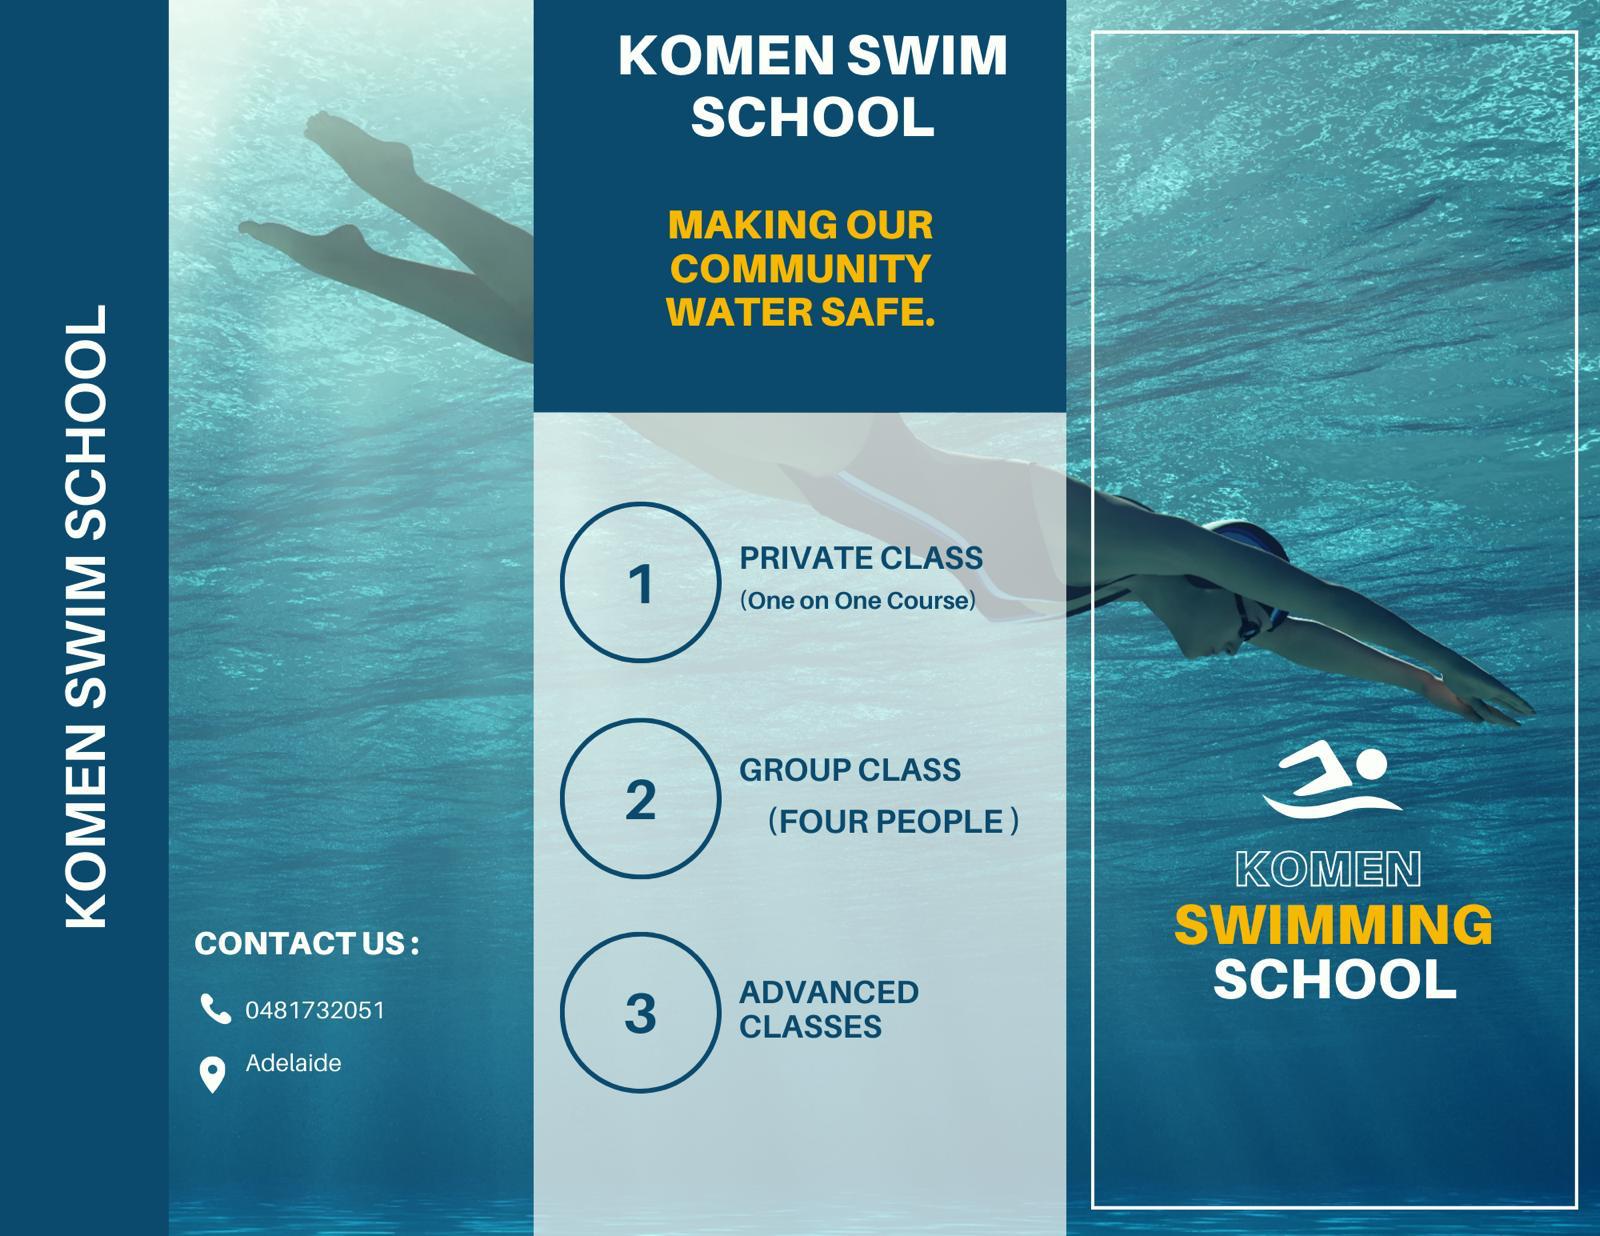 KOMEN SWIM SCHOOL
CONTACT US :
0481732051
Adelaide
KOMEN SWIM
SCHOOL
MAKING OUR
COMMUNITY
WATER SAFE.
1
PRIVATE CLASS
(One on One Course)
2
GROUP CLASS
(FOUR PEOPLE )
3
ADVANCED
CLASSES
KOMEN
SWIMMING
SCHOOL